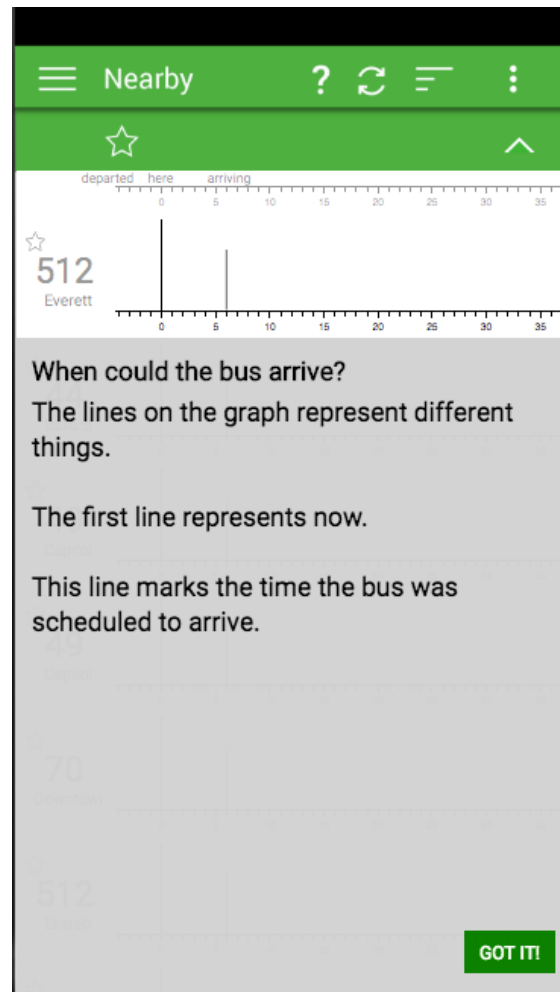 Nearby ?
departed here arriving
0 5 10 15 20 25 30 35
512
Everett
0 5 10 15 20 25 30 35
When could the bus arrive?
The lines on the graph represent different
things.
The first line represents now.
This line marks the time the bus was
scheduled to arrive.
49
70
512
GOT IT!